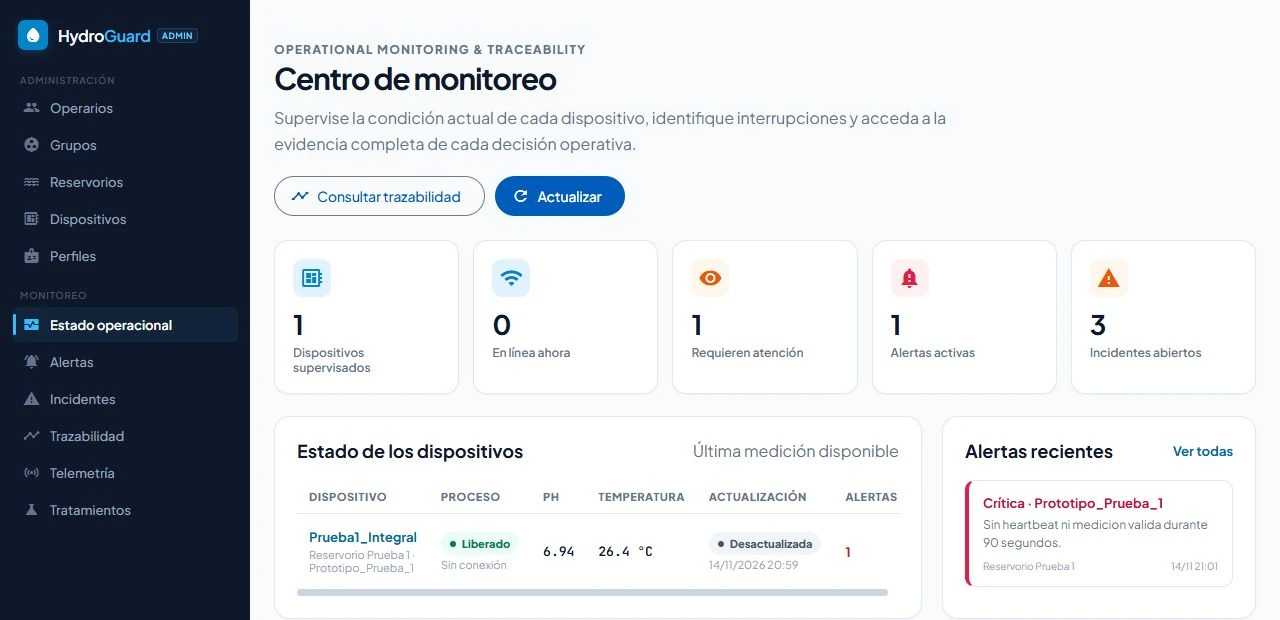 HydroGuard ADMIN
ADMINISTRACIÓN
Operarios
Grupos
Reservorios
Dispositivos
Perfiles
MONITOREO
Estado operacional
Alertas
Incidentes
Trazabilidad
Telemetría
Tratamientos
OPERATIONAL MONITORING & TRACEABILITY
Centro de monitoreo
Supervise la condición actual de cada dispositivo, identifique interrupciones y acceda a la
evidencia completa de cada decisión operativa.
Consultar trazabilidad
Actualizar
1
Dispositivos
supervisados
0
En línea ahora
1
Requieren atención
1
Alertas activas
3
Incidentes abiertos
Estado de los dispositivos
Última medición disponible
DISPOSITIVO PROCESO PH TEMPERATURA ACTUALIZACIÓN ALERTAS
Prueba1_Integral
Reservorio Prueba 1 ·
Prototipo_Prueba_1
Liberado
Sin conexión
6.94
26.4 °C
Desactualizada
14/11/2026 20:59
1
Alertas recientes
Ver todas
Crítica · Prototipo_Prueba_1
Sin heartbeat ni medicion valida durante
90 segundos.
Reservorio Prueba 1
14/11 21:01